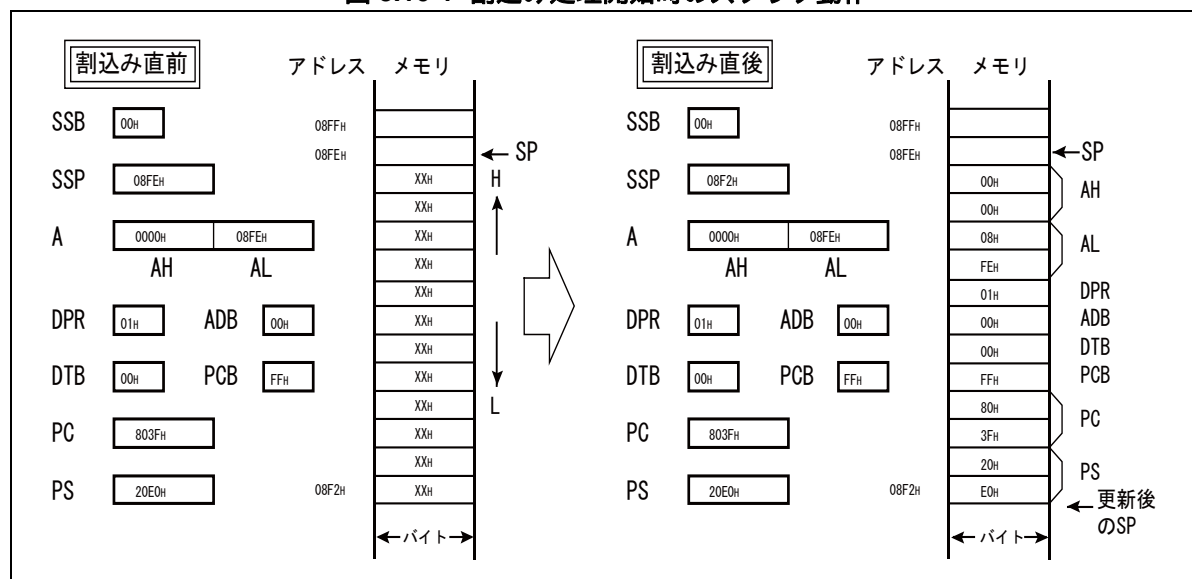 割込み直前 アドレス メモリ
SSB 00H 08FFH
08FEH ← SP
SSP 08FEH XXH H
XXH
A 0000H 08FEH XXH
AH AL XXH
XXH
DPR 01H ADB 00H XXH
XXH
DTB 00H PCB FFH XXH
XXH L
PC 803FH XXH
XXH
PS 20E0H 08F2H XXH
←バイト→
割込み直後 アドレス メモリ
SSB 00H 08FFH
08FEH ←SP
SSP 08F2H 00H AH
00H
A 0000H 08FEH 08H AL
AH AL FEH
01H DPR
DPR 01H ADB 00H 00H ADB
00H DTB
DTB 00H PCB FFH FFH PCB
80H PC
PC 803FH 3FH
20H PS
PS 20E0H 08F2H E0H
←更新後
のSP
←バイト→